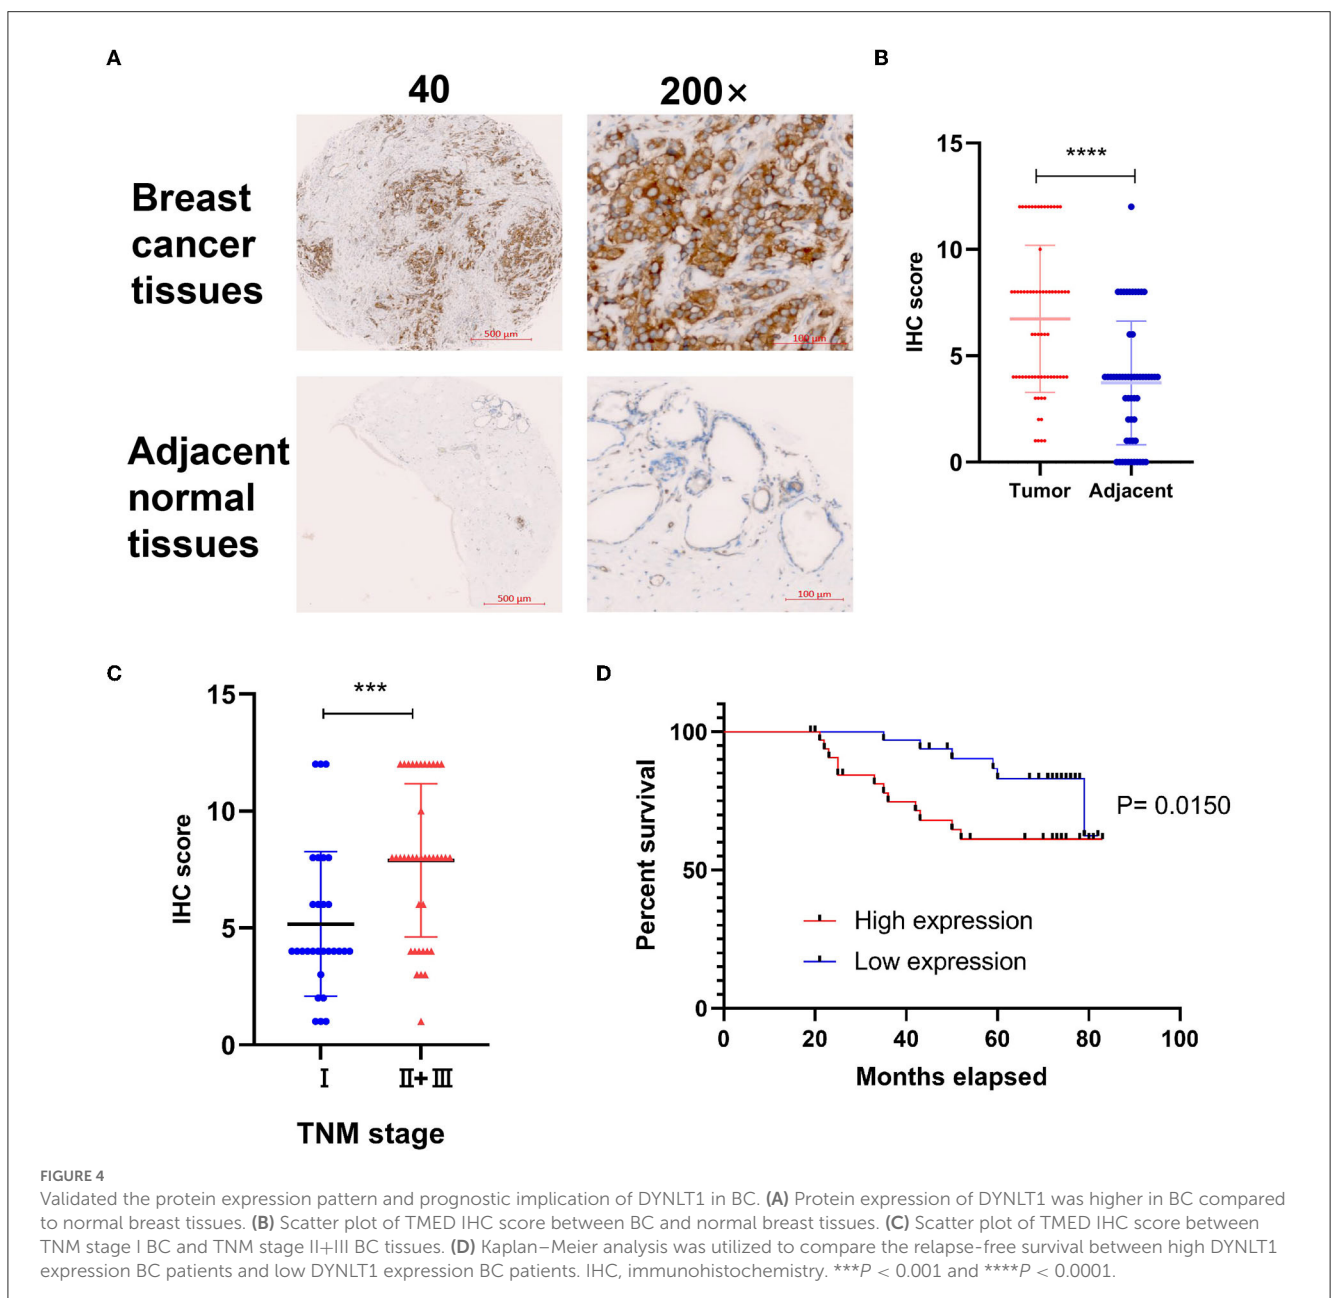 A
40
200×
Breast
cancer
tissues
500 µm
100 µm
Adjacent
normal
tissues
500 µm
100 µm
B
15
10
5
0
IHC score
****
Tumor
Adjacent
C
15
10
5
0
IHC score
***
I
II+III
TNM stage
D
100
50
0
Percent survival
P= 0.0150
High expression
Low expression
0
20
40
60
80
100
Months elapsed
FIGURE 4
Validated the protein expression pattern and prognostic implication of DYNLT1 in BC. (A) Protein expression of DYNLT1 was higher in BC compared
to normal breast tissues. (B) Scatter plot of TMED IHC score between BC and normal breast tissues. (C) Scatter plot of TMED IHC score between
TNM stage I BC and TNM stage II+III BC tissues. (D) Kaplan–Meier analysis was utilized to compare the relapse-free survival between high DYNLT1
expression BC patients and low DYNLT1 expression BC patients. IHC, immunohistochemistry. ***P < 0.001 and ****P < 0.0001.